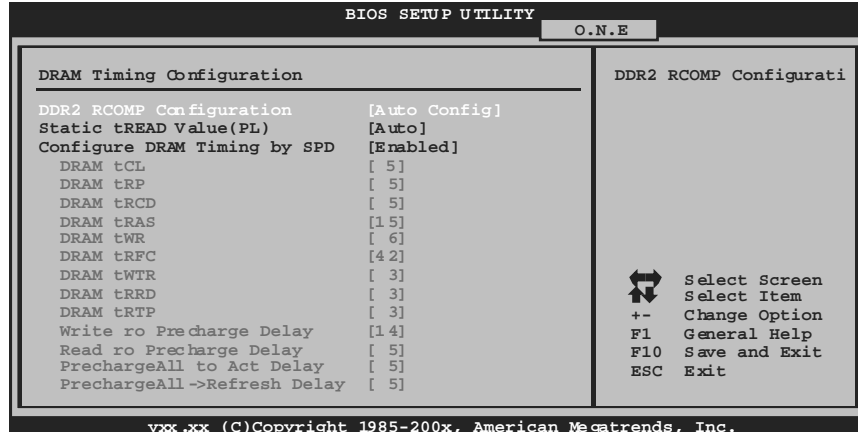 BIOS SETUP UTILITY
O.N.E
DRAM Timing Configuration
DDR2 RCOMP Configuration [Auto Config]
Static tREAD Value(PL) [Auto]
Configure DRAM Timing by SPD [Enabled]
DRAM tCL [ 5]
DRAM tRP [ 5]
DRAM tRCD [ 5]
DRAM tRAS [15]
DRAM tWR [ 6]
DRAM tRFC [42]
DRAM tWTR [ 3]
DRAM tRRD [ 3]
DRAM tRTP [ 3]
Write ro Precharge Delay [14]
Read ro Precharge Delay [ 5]
PrechargeAll to Act Delay [ 5]
PrechargeAll->Refresh Delay [ 5]
DDR2 RCOMP Configurati
Select Screen
Select Item
+- Change Option
F1 General Help
F10 Save and Exit
ESC Exit
vxx.xx (C)Copyright 1985-200x, American Megatrends, Inc.